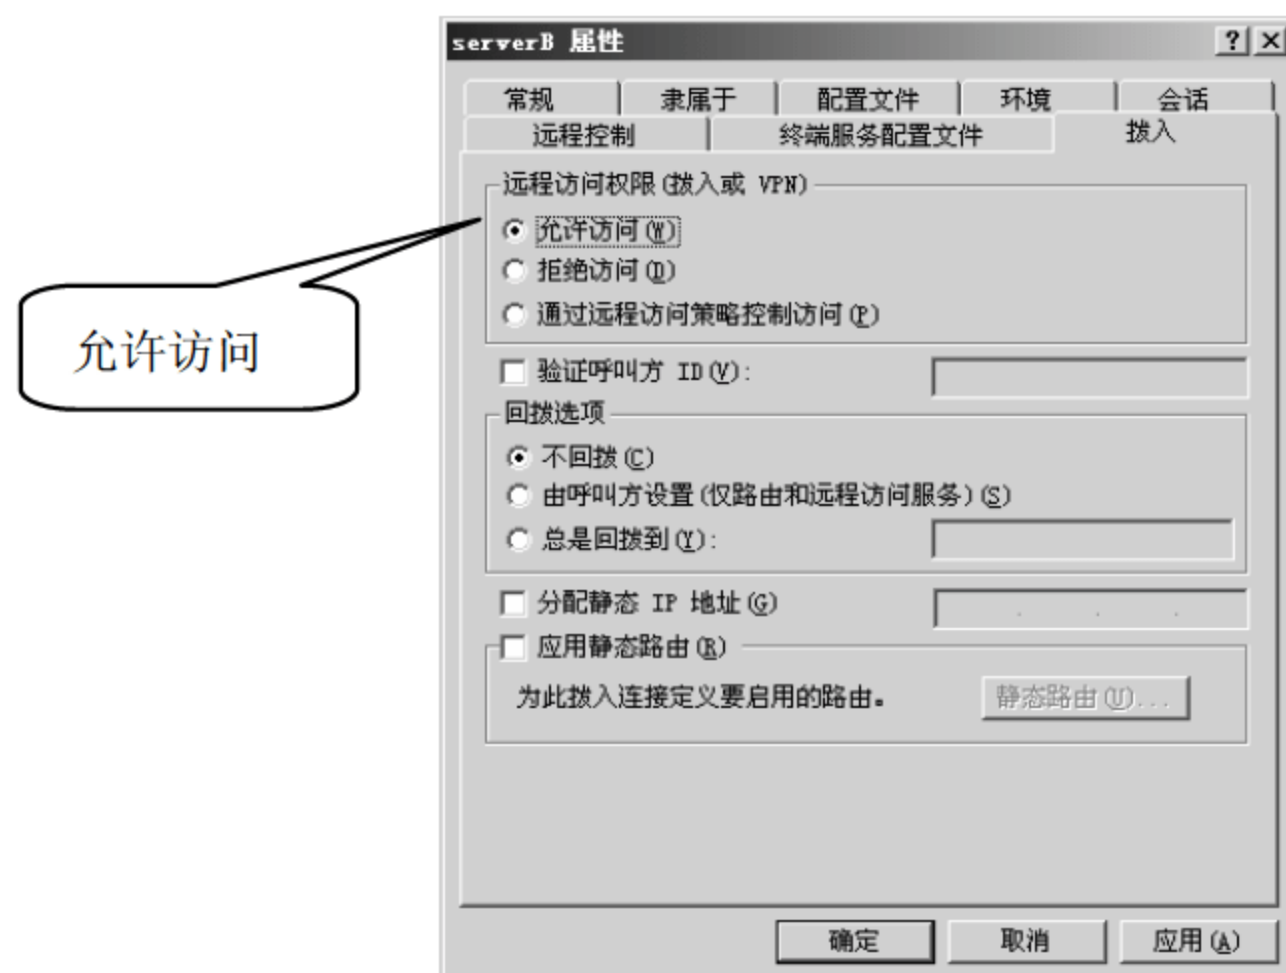 serverB 属性
常规 隶属于 配置文件 环境 会话
远程控制 终端服务配置文件 拨入
远程访问权限(拨入或 VPN)
允许访问(W)
拒绝访问(D)
通过远程访问策略控制访问(P)
允许访问
验证呼叫方 ID(V):
回拨选项
不回拨(C)
由呼叫方设置(仅路由和远程访问服务)(S)
总是回拨到(Y):
分配静态 IP 地址(G)
应用静态路由(R)
为此拨入连接定义要启用的路由。
静态路由(U)...
确定 取消 应用(A)